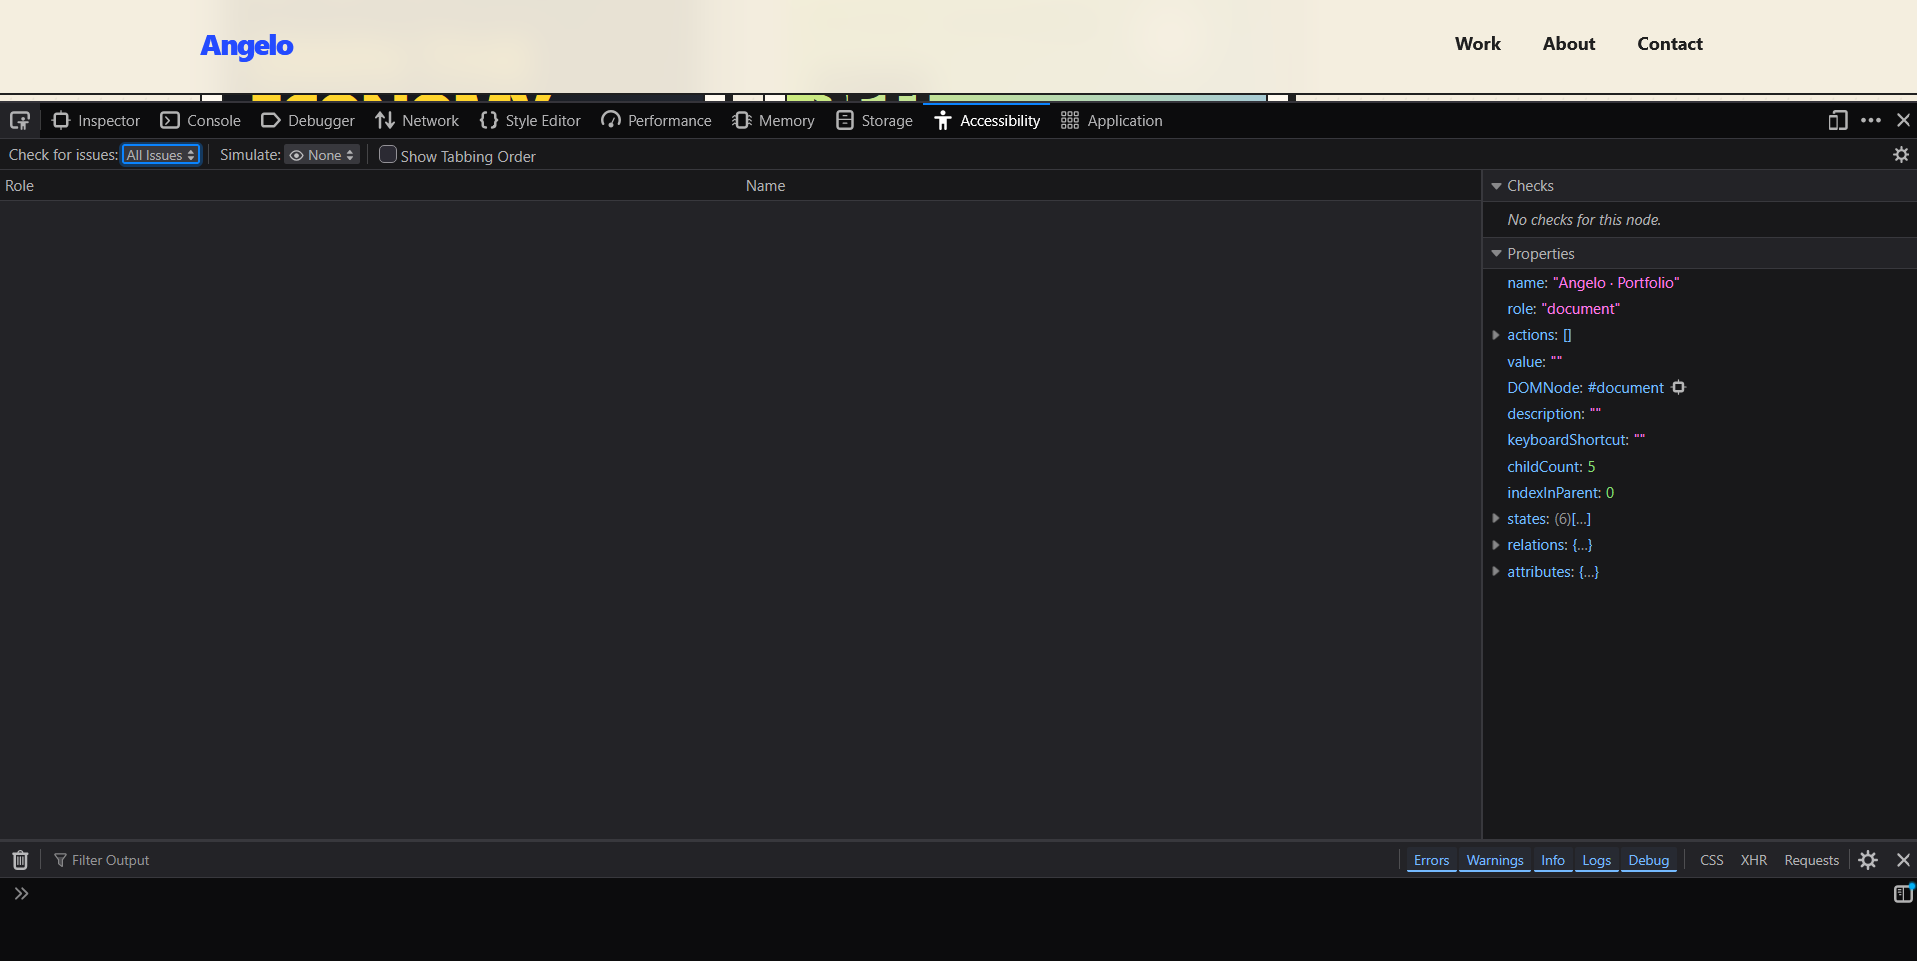 Angelo
Work About Contact
Inspector Console Debugger Network Style Editor Performance Memory Storage Accessibility Application
Check for issues: All Issues Simulate: None Show Tabbing Order
Role Name
Checks
No checks for this node.
Properties
name: "Angelo · Portfolio"
role: "document"
actions: []
value: ""
DOMNode: #document
description: ""
keyboardShortcut: ""
childCount: 5
indexInParent: 0
states: (6)[…]
relations: {…}
attributes: {…}
Filter Output Errors Warnings Info Logs Debug CSS XHR Requests